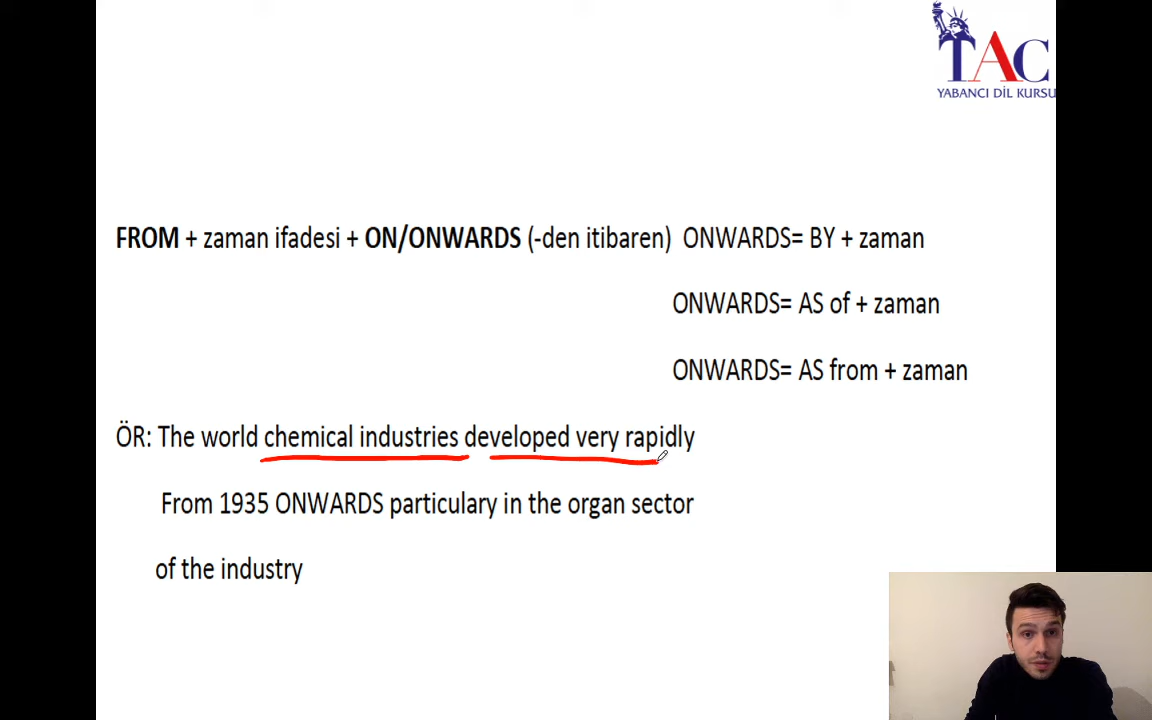 TAC
YABANCI DİL KURSU
FROM + zaman ifadesi + ON/ONWARDS (-den itibaren) ONWARDS= BY + zaman
ONWARDS= AS of + zaman
ONWARDS= AS from + zaman
ÖR: The world chemical industries developed very rapidly
From 1935 ONWARDS particulary in the organ sector
of the industry